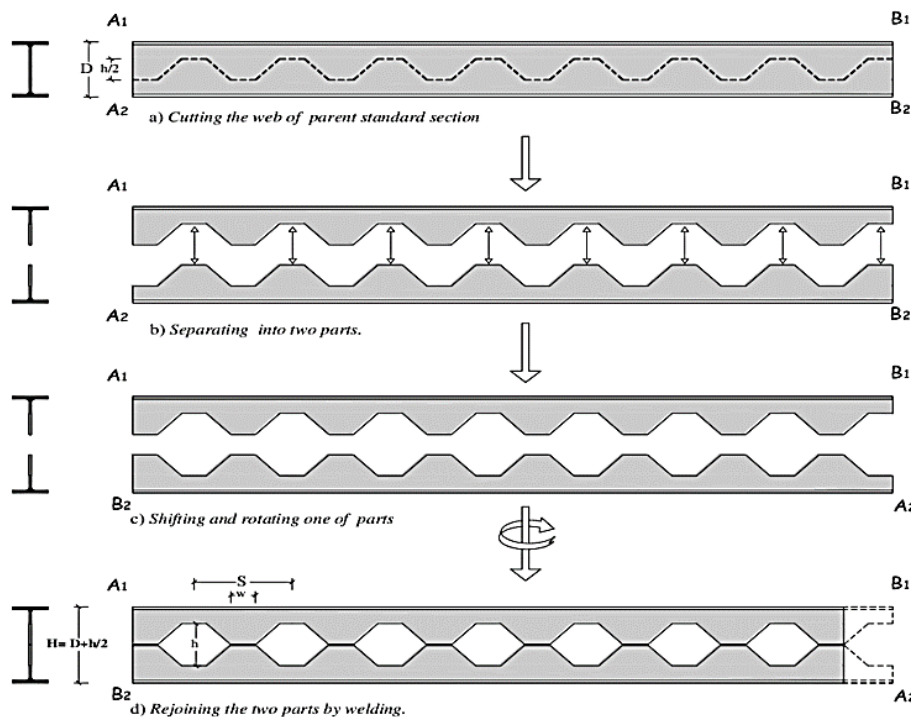 A1 B1
D h/2
A2 B2
a) Cutting the web of parent standard section
A1 B1
A2 B2
b) Separating into two parts.
A1 B1
B2 A2
c) Shifting and rotating one of parts
A1 S B1
w
H= D+h/2 h
B2 A2
d) Rejoining the two parts by welding.